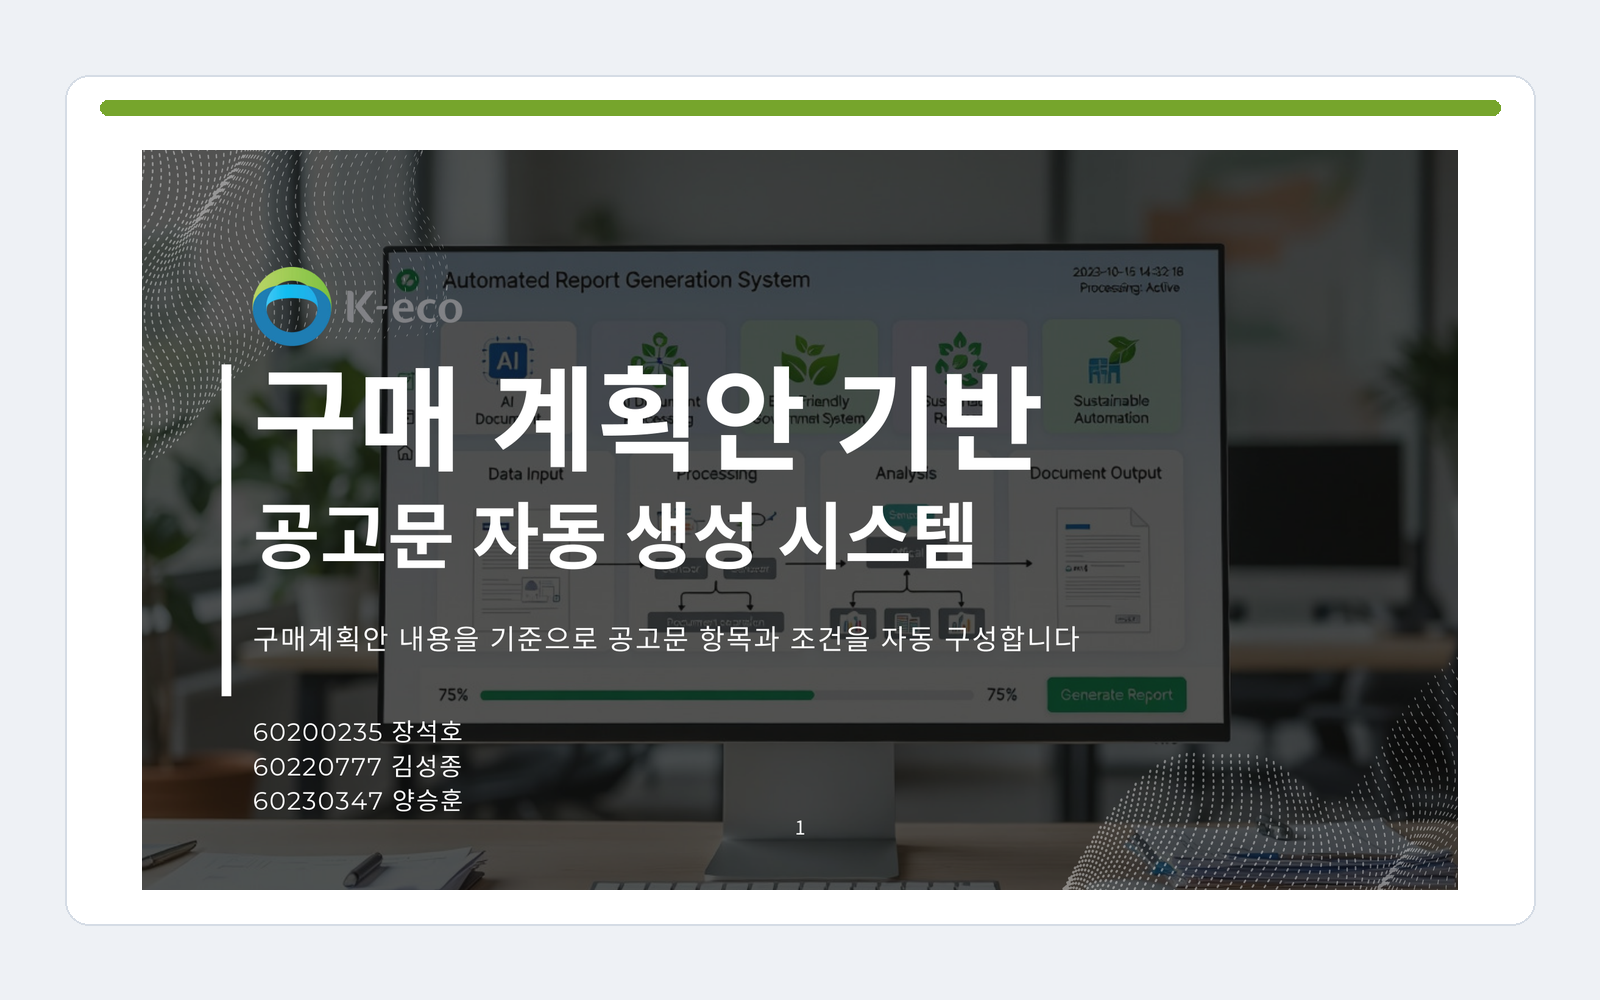 Automated Report Generation System
2023-10-15 14:32:18
Processing: Active
K-eco
AI
AI
Sustainable
Automation
구매 계획안 기반
Data Input
Processing
Analysis
Document Output
공고문 자동 생성 시스템
구매계획안 내용을 기준으로 공고문 항목과 조건을 자동 구성합니다
75%
75%
Generate Report
60200235 장석호
60220777 김성종
60230347 양승훈
1